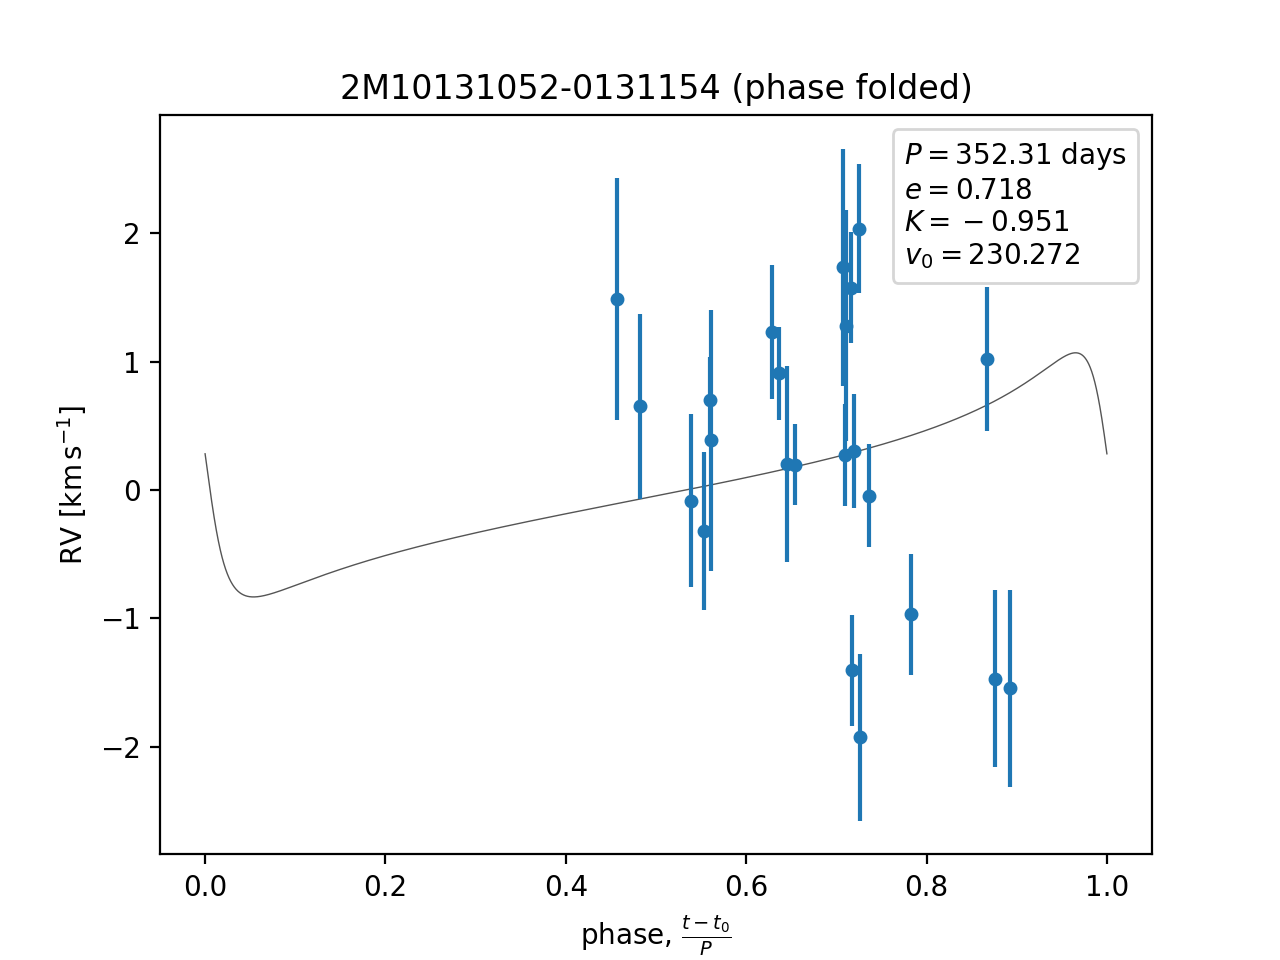 2M10131052-0131154 (phase folded)
P = 352.31 days
e = 0.718
K = −0.951
v₀ = 230.272
2
1
0
−1
−2
RV [km s⁻¹]
0.0 0.2 0.4 0.6 0.8 1.0
phase, (t − t₀)/P